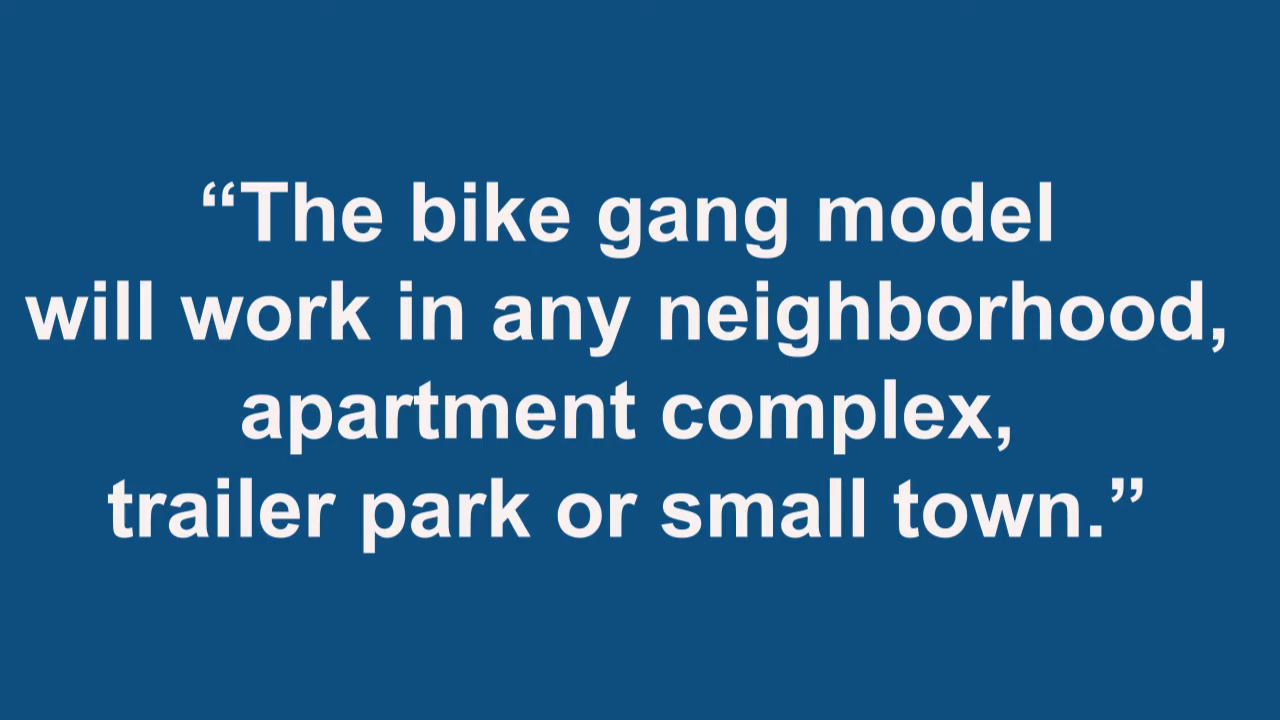 “The bike gang model
will work in any neighborhood,
apartment complex,
trailer park or small town.”